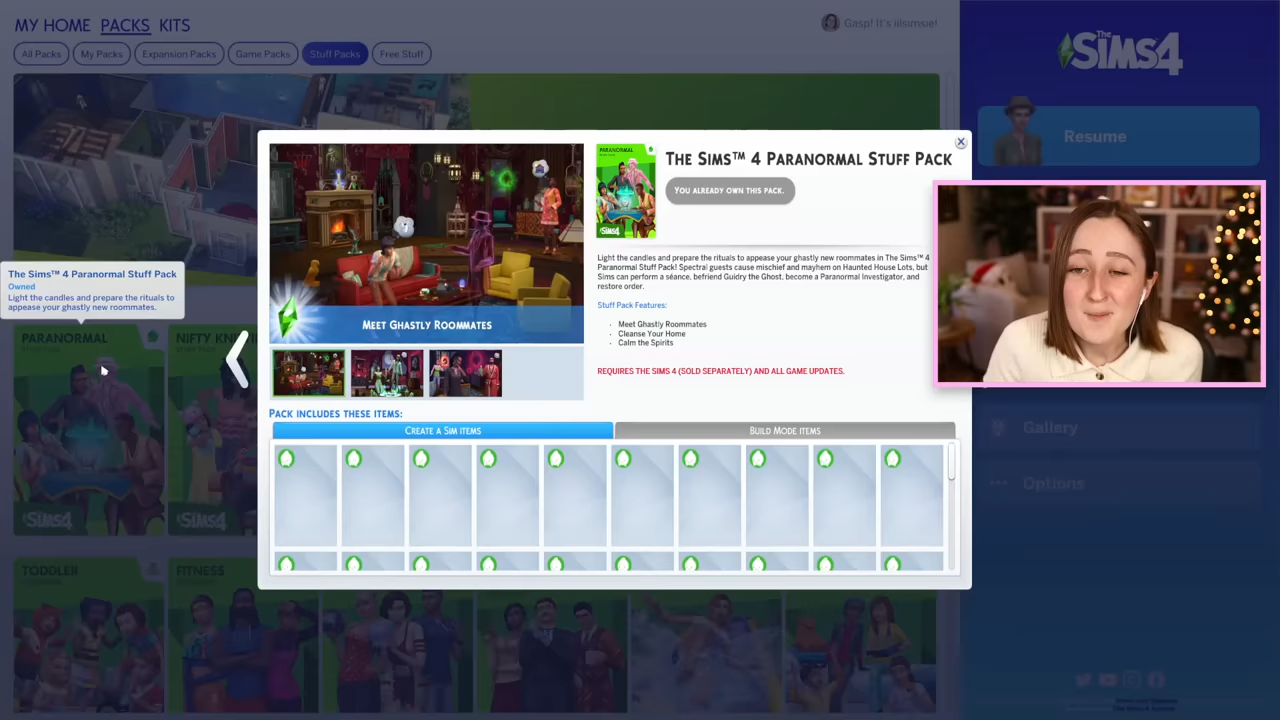 MY HOME PACKS KITS
Gasp! It's lilsimsie!
All Packs My Packs Expansion Packs Game Packs Stuff Packs Free Stuff
The SiMS4
Resume
The Sims™ 4 Paranormal Stuff Pack
You already own this pack.
PARANORMAL
SiMS4
Light the candles and prepare the rituals to appease your ghastly new roommates in The Sims™ 4
Paranormal Stuff Pack! Spectral guests cause mischief and mayhem on Haunted House Lots, but
Sims can perform a séance, befriend Guidry the Ghost, become a Paranormal Investigator, and
restore order.
Stuff Pack Features:
Meet Ghastly Roommates
Cleanse Your Home
Calm the Spirits
REQUIRES THE SIMS 4 (SOLD SEPARATELY) AND ALL GAME UPDATES.
Meet Ghastly Roommates
The Sims™ 4 Paranormal Stuff Pack
Owned
Light the candles and prepare the rituals to
appease your ghastly new roommates.
PARANORMAL
SiMS4
SiMS4
Pack includes these items:
Create a Sim Items Build Mode Items
Gallery
Options
TODDLER FITNESS